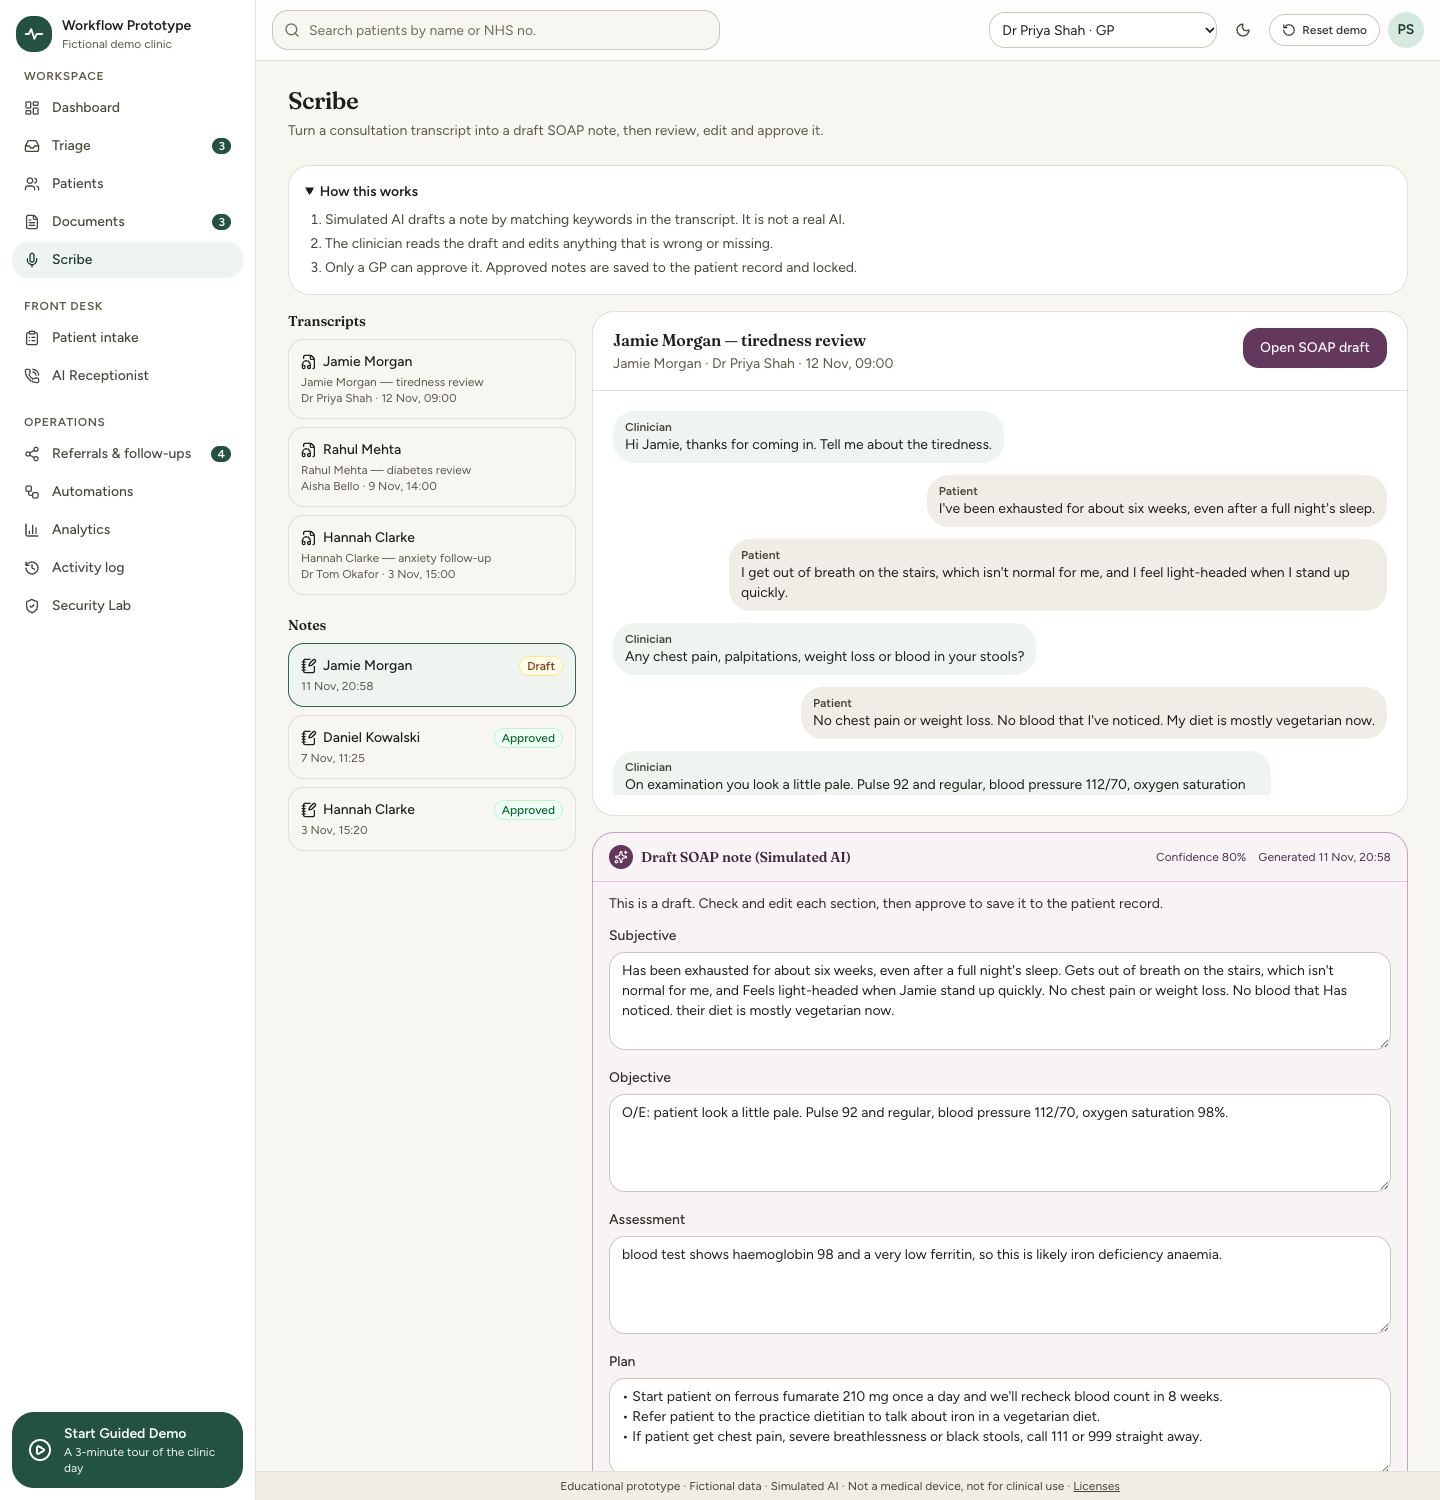 Workflow Prototype
Fictional demo clinic
WORKSPACE
Dashboard
Triage 3
Patients
Documents 3
Scribe
FRONT DESK
Patient intake
AI Receptionist
OPERATIONS
Referrals & follow-ups 4
Automations
Analytics
Activity log
Security Lab
Start Guided Demo
A 3-minute tour of the clinic
day
Search patients by name or NHS no.
Dr Priya Shah · GP
Reset demo
PS
Scribe
Turn a consultation transcript into a draft SOAP note, then review, edit and approve it.
▼ How this works
1. Simulated AI drafts a note by matching keywords in the transcript. It is not a real AI.
2. The clinician reads the draft and edits anything that is wrong or missing.
3. Only a GP can approve it. Approved notes are saved to the patient record and locked.
Transcripts
Jamie Morgan
Jamie Morgan — tiredness review
Dr Priya Shah · 12 Nov, 09:00
Rahul Mehta
Rahul Mehta — diabetes review
Aisha Bello · 9 Nov, 14:00
Hannah Clarke
Hannah Clarke — anxiety follow-up
Dr Tom Okafor · 3 Nov, 15:00
Notes
Jamie Morgan Draft
11 Nov, 20:58
Daniel Kowalski Approved
7 Nov, 11:25
Hannah Clarke Approved
3 Nov, 15:20
Jamie Morgan — tiredness review
Jamie Morgan · Dr Priya Shah · 12 Nov, 09:00
Open SOAP draft
Clinician
Hi Jamie, thanks for coming in. Tell me about the tiredness.
Patient
I've been exhausted for about six weeks, even after a full night's sleep.
Patient
I get out of breath on the stairs, which isn't normal for me, and I feel light-headed when I stand up
quickly.
Clinician
Any chest pain, palpitations, weight loss or blood in your stools?
Patient
No chest pain or weight loss. No blood that I've noticed. My diet is mostly vegetarian now.
Clinician
On examination you look a little pale. Pulse 92 and regular, blood pressure 112/70, oxygen saturation
Draft SOAP note (Simulated AI)
Confidence 80% Generated 11 Nov, 20:58
This is a draft. Check and edit each section, then approve to save it to the patient record.
Subjective
Has been exhausted for about six weeks, even after a full night's sleep. Gets out of breath on the stairs, which isn't
normal for me, and Feels light-headed when Jamie stand up quickly. No chest pain or weight loss. No blood that Has
noticed. their diet is mostly vegetarian now.
Objective
O/E: patient look a little pale. Pulse 92 and regular, blood pressure 112/70, oxygen saturation 98%.
Assessment
blood test shows haemoglobin 98 and a very low ferritin, so this is likely iron deficiency anaemia.
Plan
• Start patient on ferrous fumarate 210 mg once a day and we'll recheck blood count in 8 weeks.
• Refer patient to the practice dietitian to talk about iron in a vegetarian diet.
• If patient get chest pain, severe breathlessness or black stools, call 111 or 999 straight away.
Educational prototype · Fictional data · Simulated AI · Not a medical device, not for clinical use · Licenses